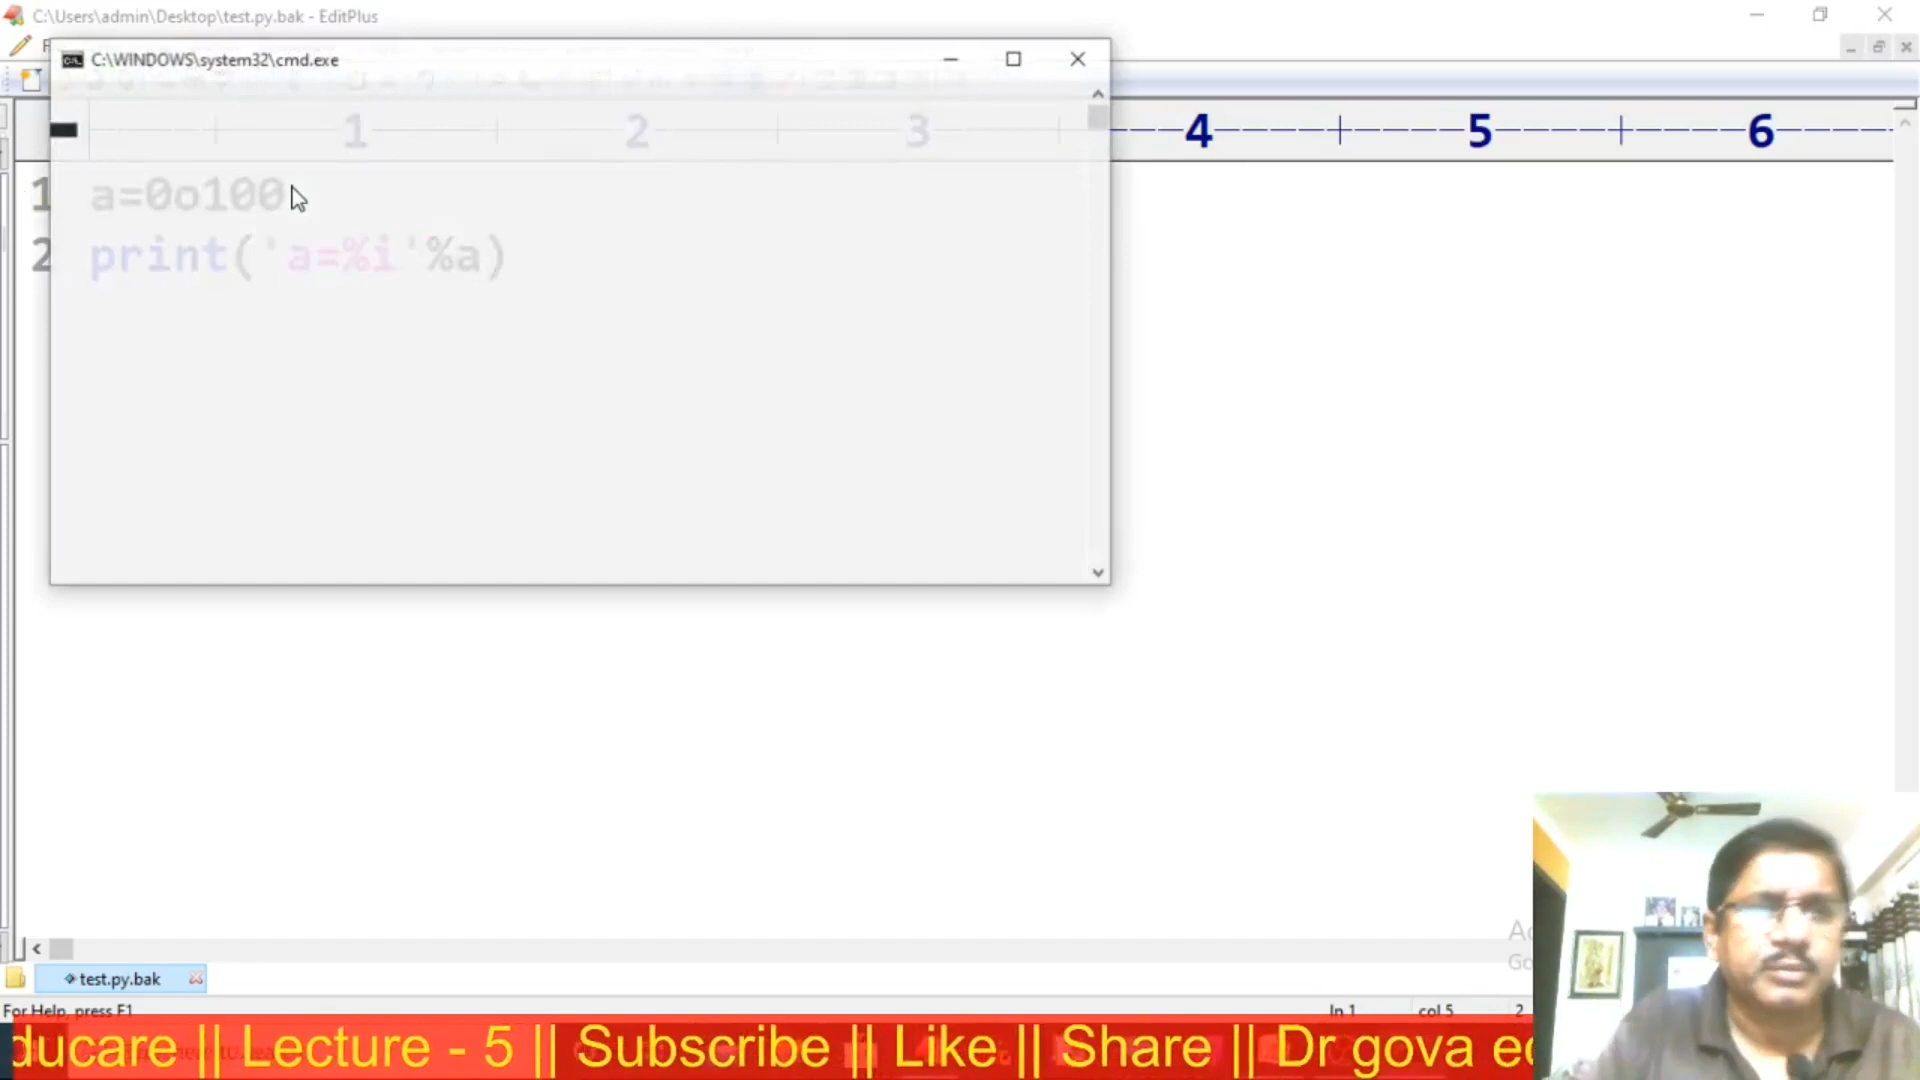 C:\Users\admin\Desktop\test.py.bak - EditPlus
C:\WINDOWS\system32\cmd.exe
1 2 3 4 5 6
1 a=0o100
2 print('a=%i'%a)
test.py.bak
For Help, press F1
ln 1 col 5 2
ducare || Lecture - 5 || Subscribe || Like || Share || Dr gova ed